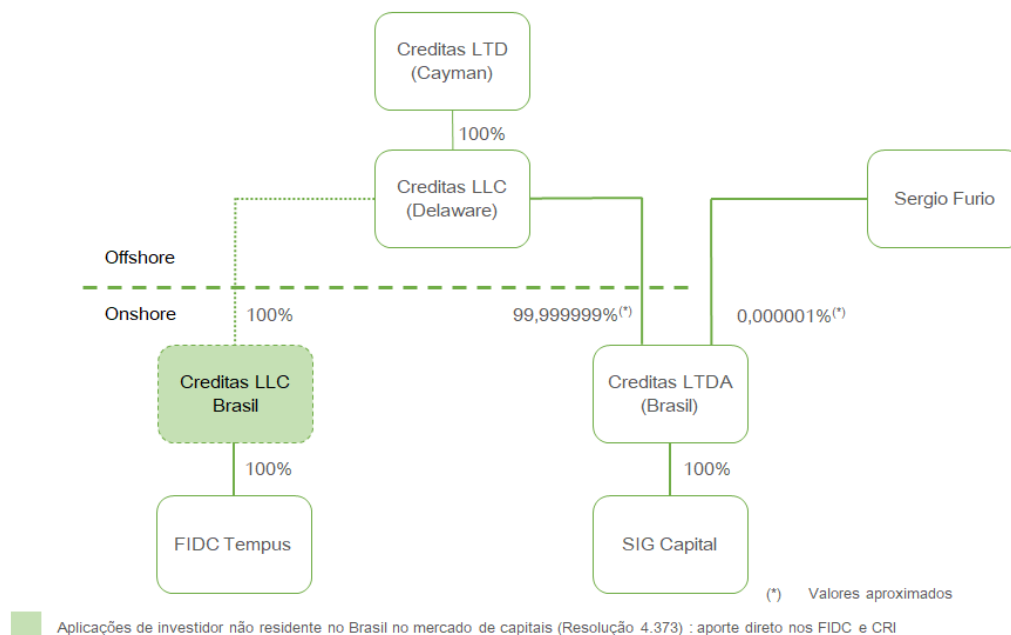 Creditas LTD
(Cayman)
100%
Creditas LLC
(Delaware)
Sergio Furio
Offshore
Onshore
100%
99,999999%(*)
0,000001%(*)
Creditas LLC
Brasil
Creditas LTDA
(Brasil)
100%
100%
FIDC Tempus
SIG Capital
(*) Valores aproximados
Aplicações de investidor não residente no Brasil no mercado de capitais (Resolução 4.373) : aporte direto nos FIDC e CRI